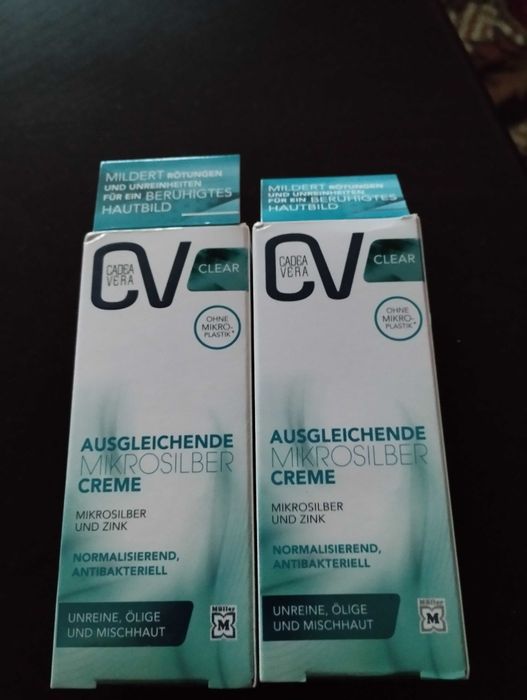 MILDERT RÖTUNGEN
UND UNREINHEITEN
FÜR EIN BERUHIGTES
HAUTBILD
CV
CADEA
VERA
CLEAR
OHNE
MIKRO-
PLASTIK*
AUSGLEICHENDE
MIKROSILBER
CREME
MIKROSILBER
UND ZINK
NORMALISIEREND,
ANTIBAKTERIELL
UNREINE, ÖLIGE
UND MISCHHAUT
Müller
M
MILDERT RÖTUNGEN
UND UNREINHEITEN
FÜR EIN BERUHIGTES
HAUTBILD
CV
CADEA
VERA
CLEAR
OHNE
MIKRO-
PLASTIK*
AUSGLEICHENDE
MIKROSILBER
CREME
MIKROSILBER
UND ZINK
NORMALISIEREND,
ANTIBAKTERIELL
UNREINE, ÖLIGE
UND MISCHHAUT
Müller
M